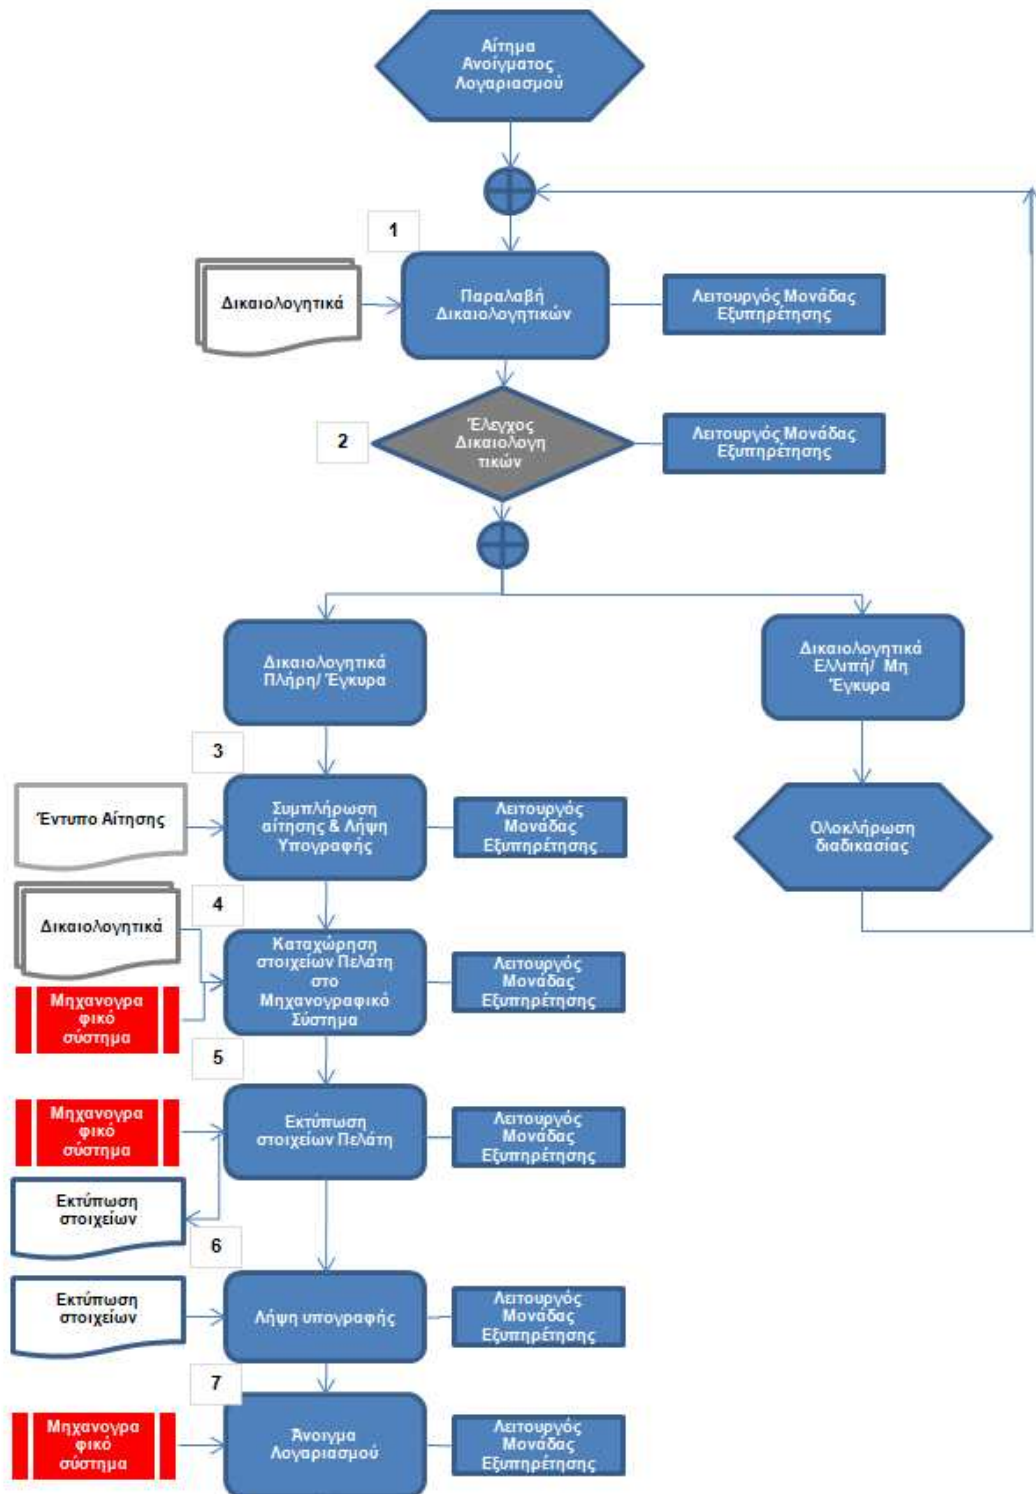 Αίτημα
Ανοίγματος
Λογαριασμού
1
Δικαιολογητικά
Παραλαβή
Δικαιολογητικών
Λειτουργός Μονάδας
Εξυπηρέτησης
2
Έλεγχος
Δικαιολογη
τικών
Λειτουργός Μονάδας
Εξυπηρέτησης
Δικαιολογητικά
Πλήρη/ Έγκυρα
Δικαιολογητικά
Ελλιπή/ Μη
Έγκυρα
3
Έντυπο Αίτησης
Συμπλήρωση
αίτησης & Λήψη
Υπογραφής
Λειτουργός
Μονάδας
Εξυπηρέτησης
Ολοκλήρωση
διαδικασίας
4
Δικαιολογητικά
Μηχανογρα
φικό
σύστημα
Καταχώρηση
στοιχείων Πελάτη
στο
Μηχανογραφικό
Σύστημα
Λειτουργός
Μονάδας
Εξυπηρέτησης
5
Μηχανογρα
φικό
σύστημα
Εκτύπωση
στοιχείων Πελάτη
Λειτουργός
Μονάδας
Εξυπηρέτησης
Εκτύπωση
στοιχείων
6
Εκτύπωση
στοιχείων
Λήψη υπογραφής
Λειτουργός
Μονάδας
Εξυπηρέτησης
7
Μηχανογρα
φικό
σύστημα
Άνοιγμα
Λογαριασμού
Λειτουργός
Μονάδας
Εξυπηρέτησης